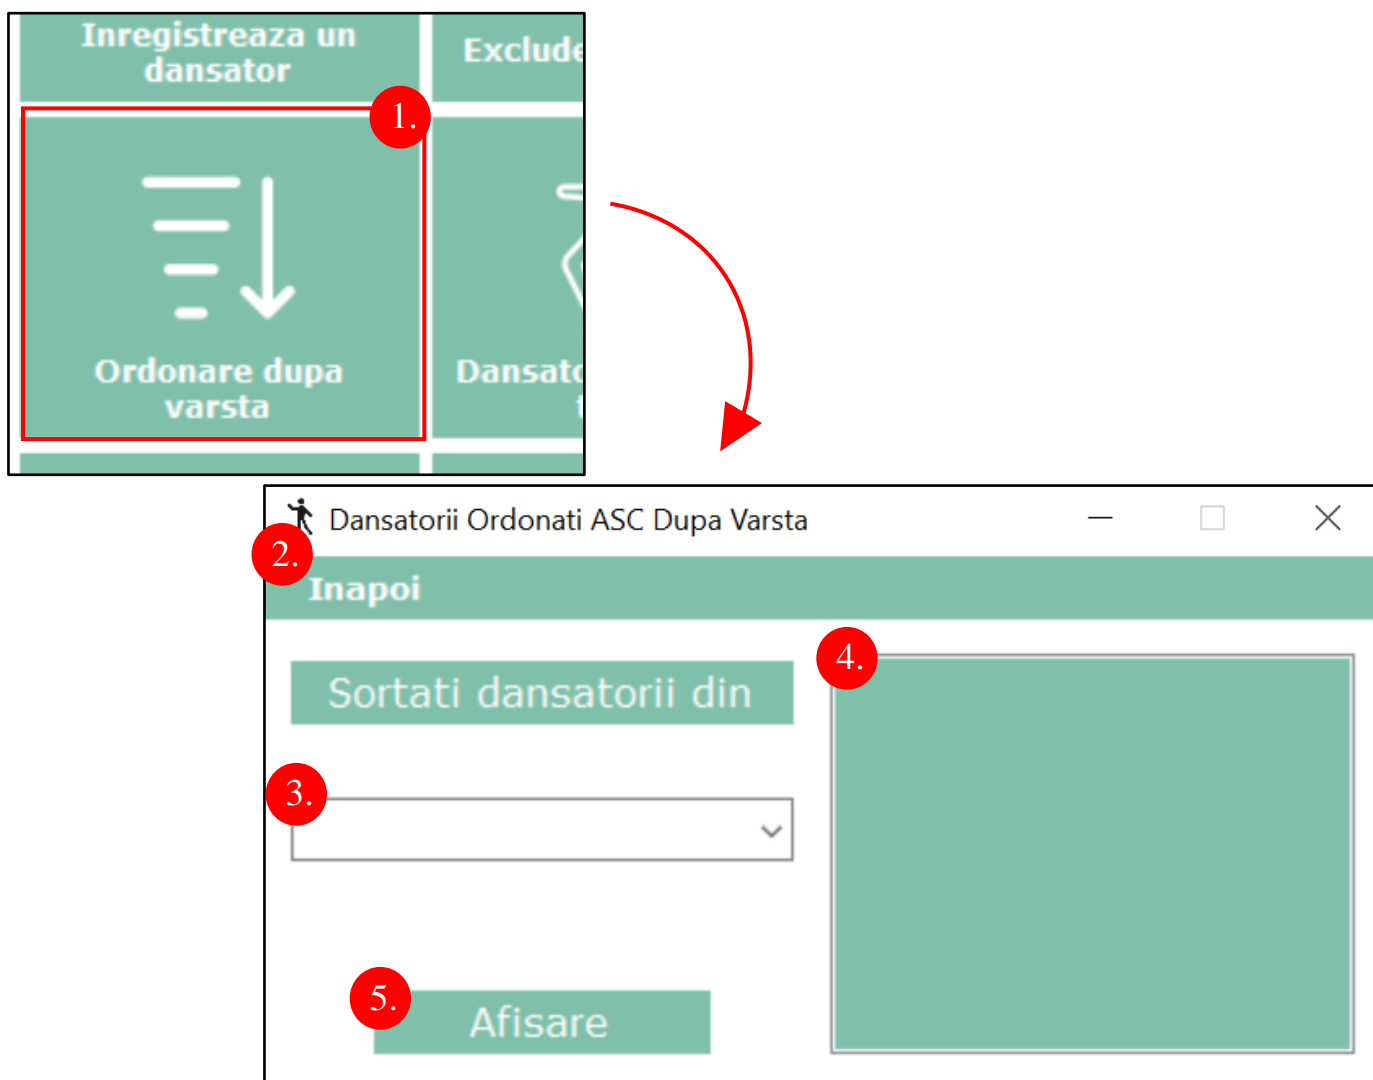 Inregistreaza un
dansator
Exclude
1.
Ordonare dupa
varsta
Dansato
Dansatorii Ordonati ASC Dupa Varsta
2.
Inapoi
Sortati dansatorii din
4.
3.
5.
Afisare